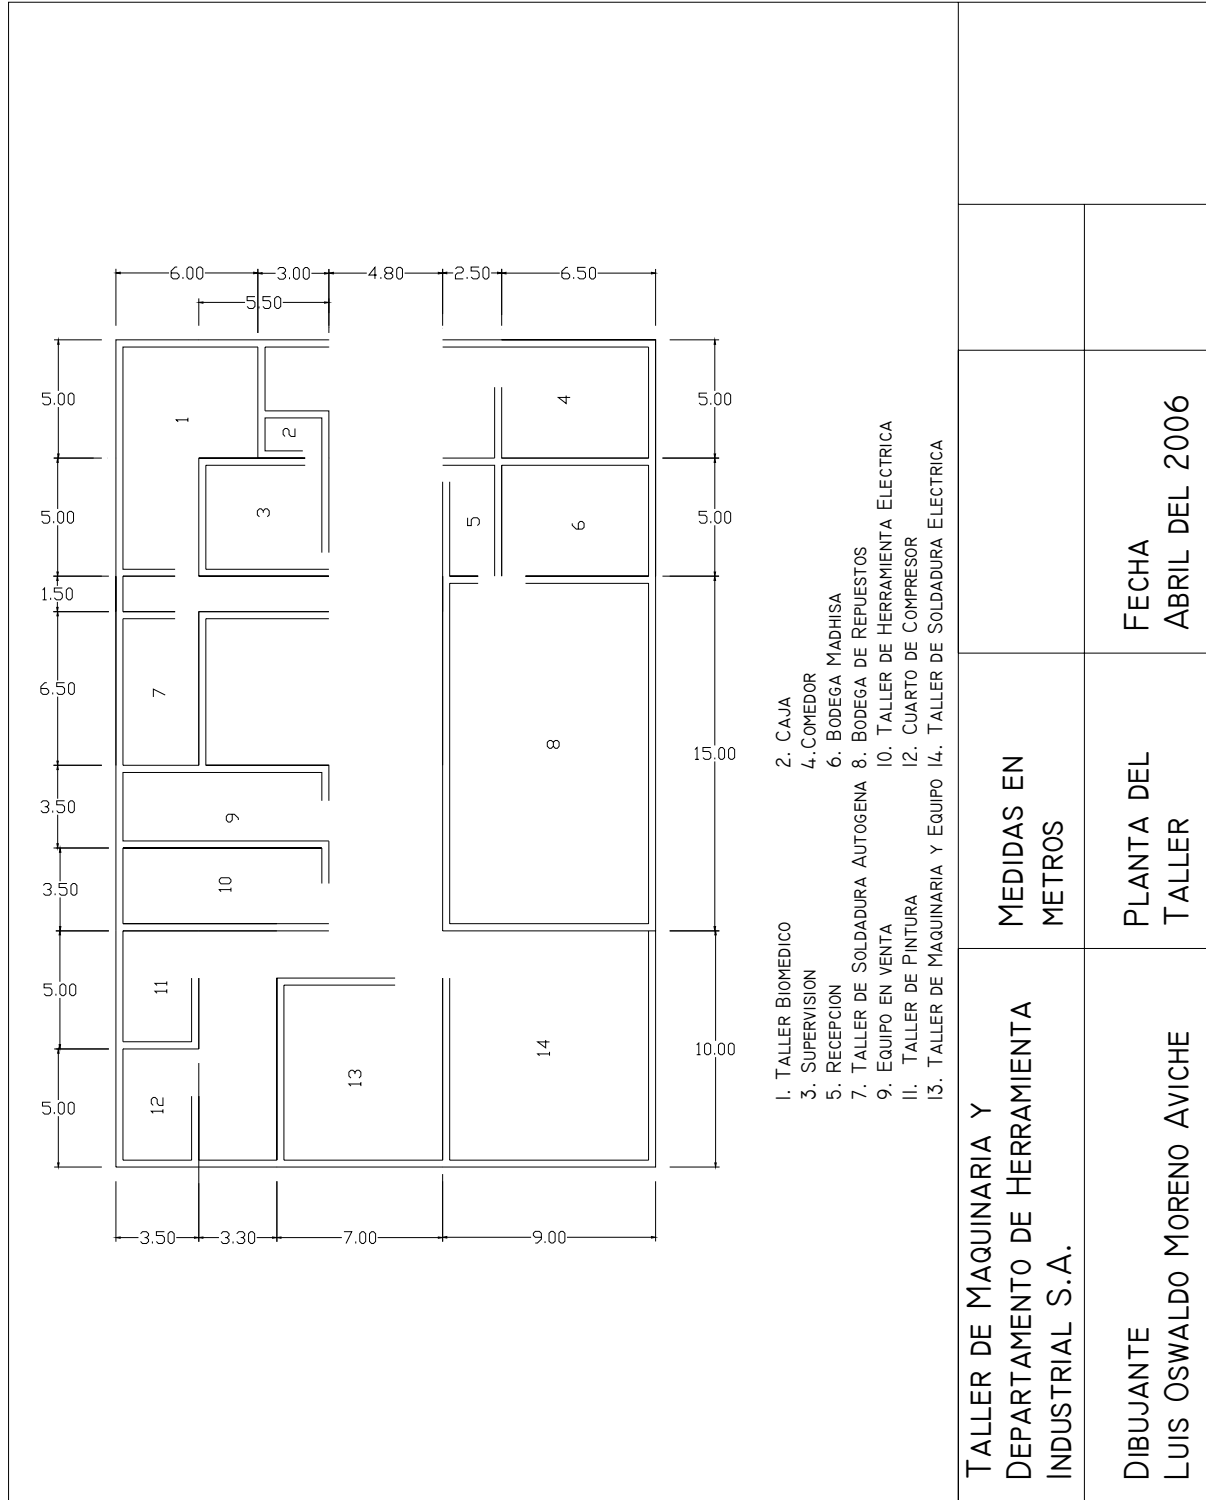 6.00
3.00
4.80
2.50
6.50
5.50
5.00
5.00
1.50
6.50
3.50
3.50
5.00
5.00
5.00
5.00
15.00
10.00
3.50
3.30
7.00
9.00
1
2
3
4
5
6
7
8
9
10
11
12
13
14
1. TALLER BIOMEDICO 2. CAJA
3. SUPERVISION 4.COMEDOR
5. RECEPCION 6. BODEGA MADHISA
7. TALLER DE SOLDADURA AUTOGENA 8. BODEGA DE REPUESTOS
9. EQUIPO EN VENTA 10. TALLER DE HERRAMIENTA ELECTRICA
11. TALLER DE PINTURA 12. CUARTO DE COMPRESOR
13. TALLER DE MAQUINARIA Y EQUIPO 14. TALLER DE SOLDADURA ELECTRICA
TALLER DE MAQUINARIA Y
DEPARTAMENTO DE HERRAMIENTA
INDUSTRIAL S.A.
MEDIDAS EN
METROS
DIBUJANTE
LUIS OSWALDO MORENO AVICHE
PLANTA DEL
TALLER
FECHA
ABRIL DEL 2006